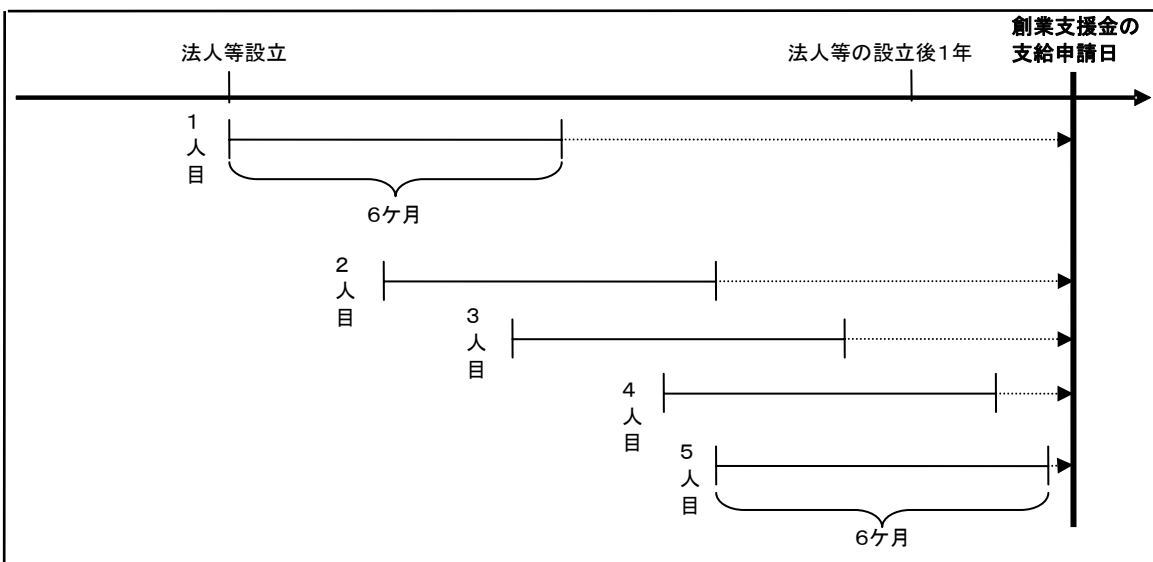 創業支援金の
支給申請日
法人等設立
法人等の設立後1年
1人目
6ケ月
2人目
3人目
4人目
5人目
6ケ月